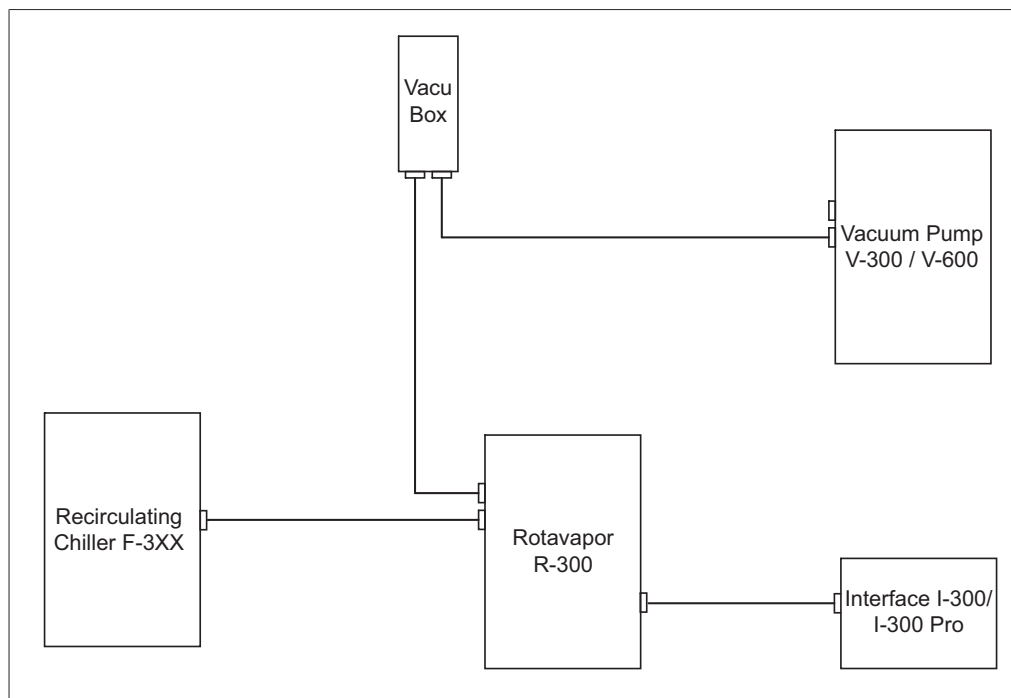 Vacu
Box
Vacuum Pump
V-300 / V-600
Recirculating
Chiller F-3XX
Rotavapor
R-300
Interface I-300/
I-300 Pro